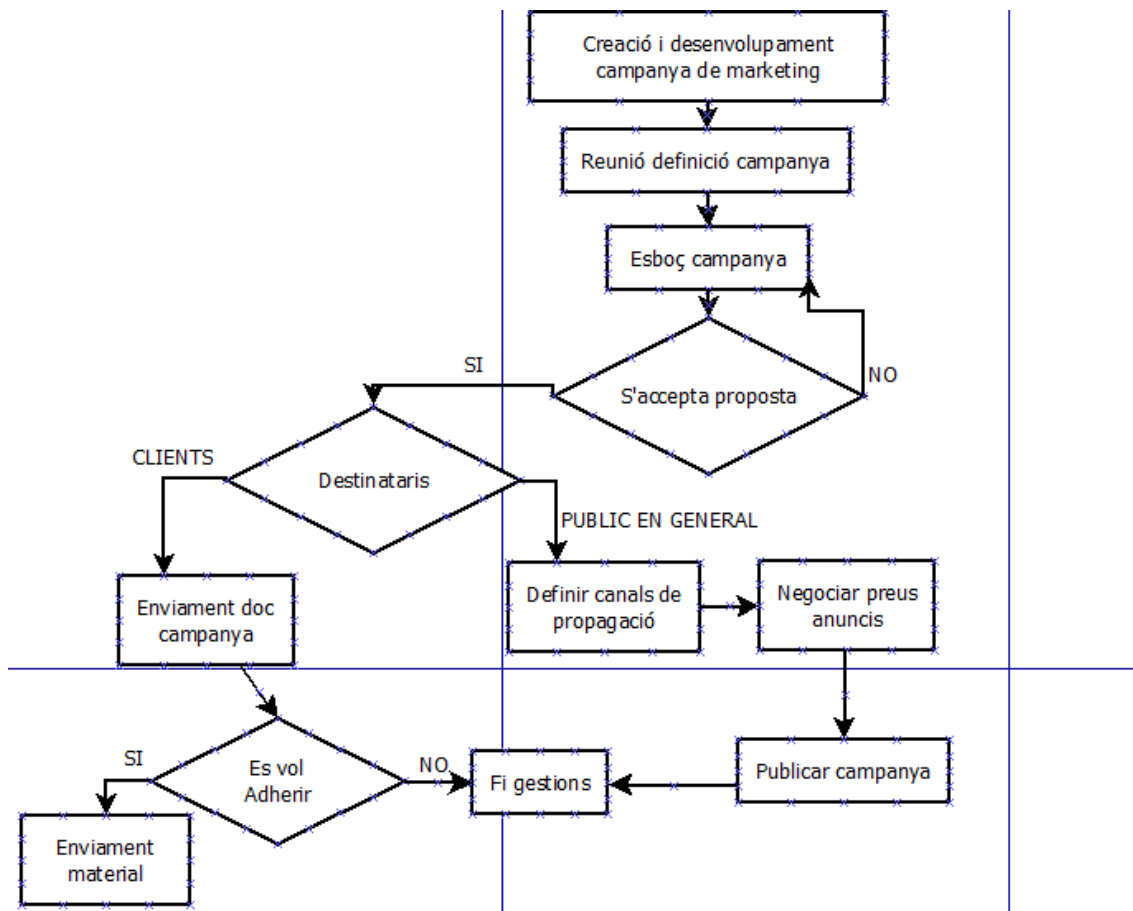 Creació i desenvolupament
campanya de marketing
Reunió definició campanya
Esboç campanya
S'accepta proposta
SI
NO
Destinataris
CLIENTS
PUBLIC EN GENERAL
Enviament doc
campanya
Definir canals de
propagació
Negociar preus
anuncis
Es vol
Adherir
SI
NO
Fi gestions
Publicar campanya
Enviament
material